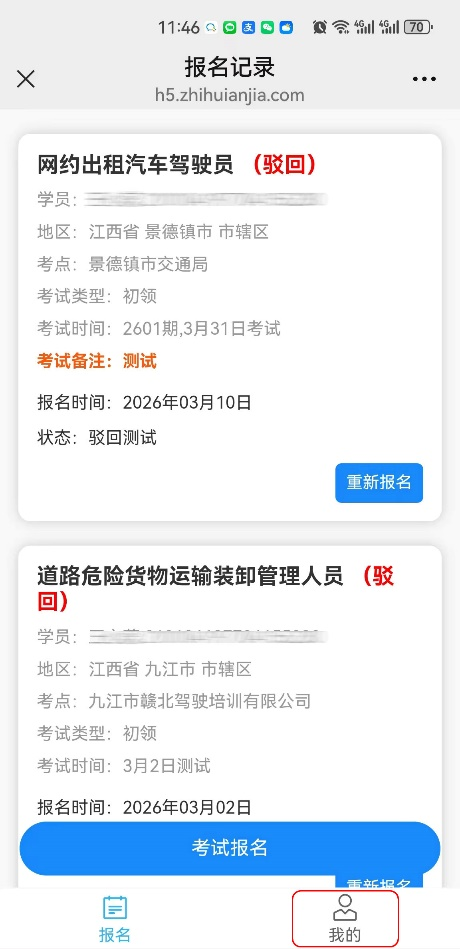 11:46
4G
4G
70
报名记录
h5.zhihuianjia.com
网约出租汽车驾驶员 （驳回）
学员：
地区：江西省 景德镇市 市辖区
考点：景德镇市交通局
考试类型：初领
考试时间：2601期,3月31日考试
考试备注：测试
报名时间：2026年03月10日
状态：驳回测试
重新报名
道路危险货物运输装卸管理人员 （驳
回）
学员：
地区：江西省 九江市 市辖区
考点：九江市赣北驾驶培训有限公司
考试类型：初领
考试时间：3月2日测试
报名时间：2026年03月02日
考试报名
重新报名
报名
我的